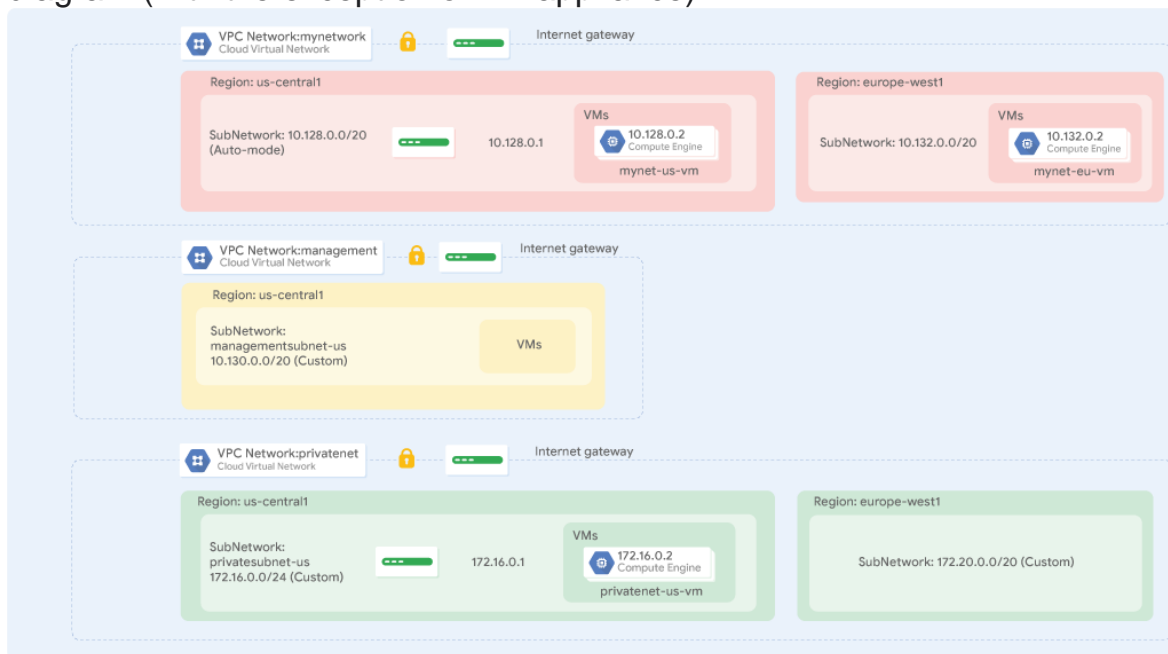 VPC Network:mynetwork
Cloud Virtual Network
Internet gateway
Region: us-central1
SubNetwork: 10.128.0.0/20
(Auto-mode)
10.128.0.1
VMs
10.128.0.2
Compute Engine
mynet-us-vm
Region: europe-west1
SubNetwork: 10.132.0.0/20
VMs
10.132.0.2
Compute Engine
mynet-eu-vm
VPC Network:management
Cloud Virtual Network
Internet gateway
Region: us-central1
SubNetwork:
managementsubnet-us
10.130.0.0/20 (Custom)
VMs
VPC Network:privatenet
Cloud Virtual Network
Internet gateway
Region: us-central1
SubNetwork:
privatesubnet-us
172.16.0.0/24 (Custom)
172.16.0.1
VMs
172.16.0.2
Compute Engine
privatenet-us-vm
Region: europe-west1
SubNetwork: 172.20.0.0/20 (Custom)